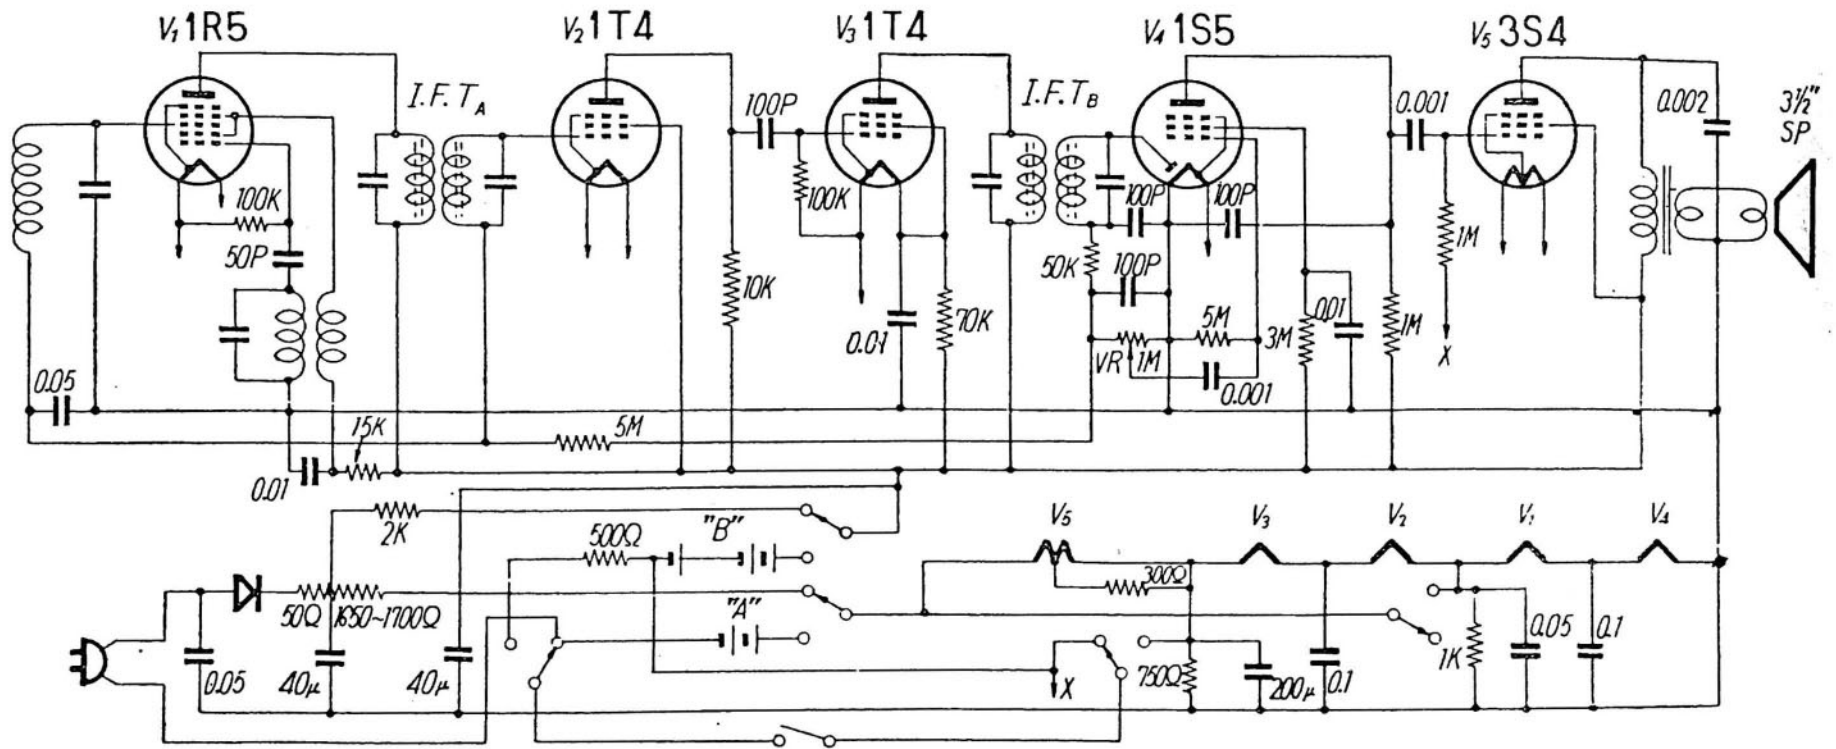 V₁ 1R5
V₂ 1T4
V₃ 1T4
V₄ 1S5
V₅ 3S4
I.F.T_A
I.F.T_B
100P
0.001
0.002
3½"
SP
100K
50P
100K
10K
0.01
70K
100P
100P
50K
100P
VR
1M
5M
0.001
3M
0.01
1M
1M
X
0.05
15K
5M
0.01
2K
500Ω
"B"
V₅
V₃
V₂
V₁
V₄
50Ω
1650~1700Ω
"A"
300Ω
0.05
40μ
40μ
X
750Ω
200μ
0.1
1K
0.05
0.1